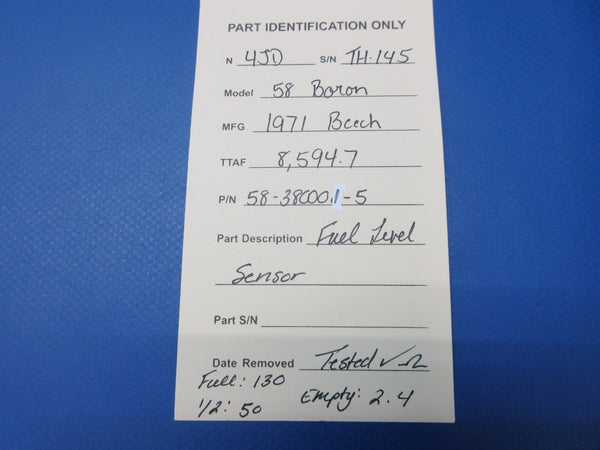 PART IDENTIFICATION ONLY
N 4JD S/N TH-145
Model 58 Baron
MFG 1971 Beech
TTAF 8,594.7
P/N 58-380001-5
Part Description Fuel Level
Sensor
Part S/N
Date Removed Tested ✓ Ω
Full: 130
1/2: 50 Empty: 2.4